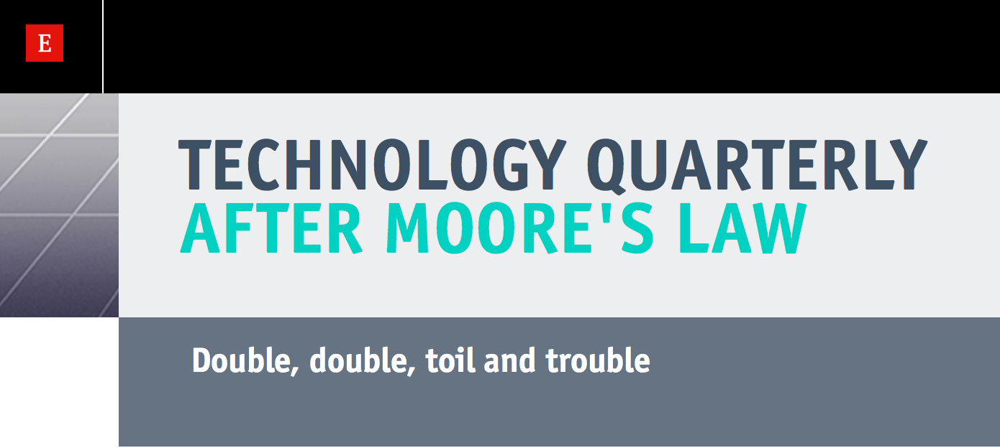 E
TECHNOLOGY QUARTERLY
AFTER MOORE'S LAW
Double, double, toil and trouble